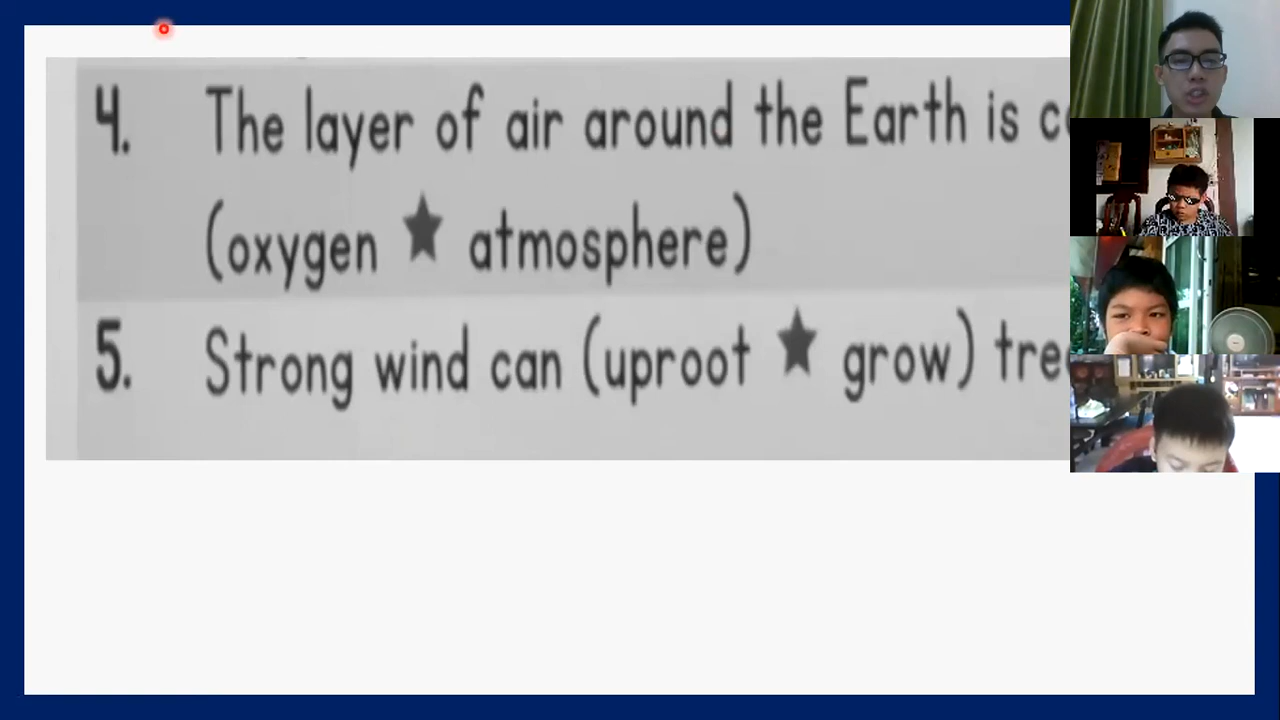 4. The layer of air around the Earth is
(oxygen ★ atmosphere)
5. Strong wind can (uproot ★ grow)